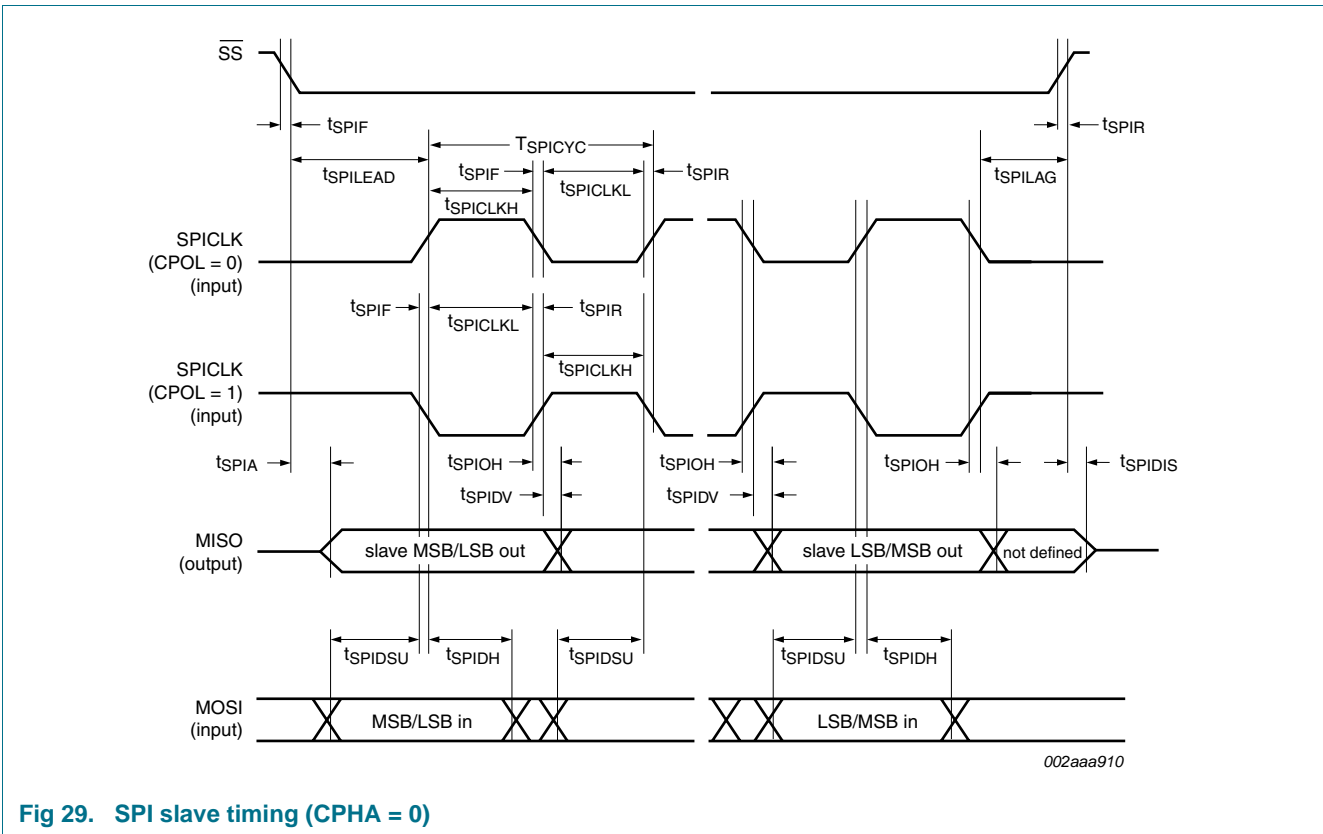 SS
tSPIF
TSPICYC
tSPIR
tSPILEAD
tSPIF
tSPICLKL
tSPIR
tSPILAG
tSPICLKH
SPICLK
(CPOL = 0)
(input)
tSPIF
tSPICLKL
tSPIR
tSPICLKH
SPICLK
(CPOL = 1)
(input)
tSPIA
tSPIOH
tSPIOH
tSPIOH
tSPIDIS
tSPIDV
tSPIDV
MISO
(output)
slave MSB/LSB out
slave LSB/MSB out
not defined
tSPIDSU
tSPIDH
tSPIDSU
tSPIDSU
tSPIDH
MOSI
(input)
MSB/LSB in
LSB/MSB in
002aaa910
Fig 29. SPI slave timing (CPHA = 0)